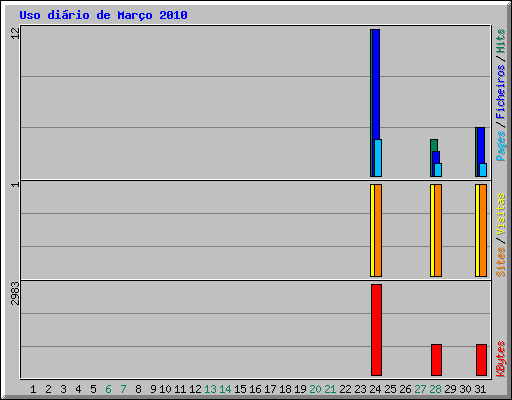 Uso diário de Março 2010
12
1
2983
Pages / Ficheiros / Hits
Sites / Visitas
KBytes
1 2 3 4 5 6 7 8 9 10 11 12 13 14 15 16 17 18 19 20 21 22 23 24 25 26 27 28 29 30 31